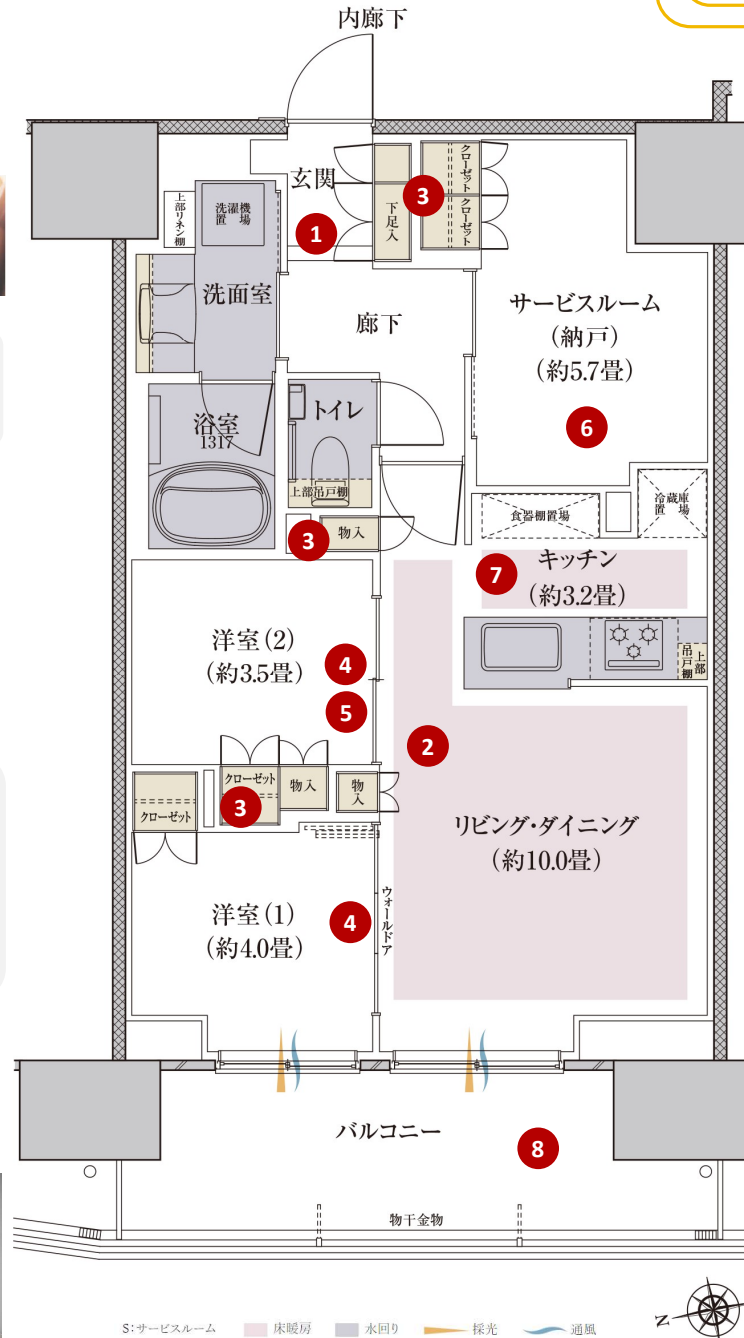 内廊下
玄関
下足入
クローゼット
クローゼット
3
1
上部リネン棚
洗濯機
置場
洗面室
廊下
サービスルーム
(納戸)
(約5.7畳)
6
浴室
1317
トイレ
上部吊戸棚
食器棚置場
冷蔵庫
置場
3
物入
7
キッチン
(約3.2畳)
洋室(2)
(約3.5畳)
4
上部
吊戸棚
5
2
クローゼット
物入
物入
3
クローゼット
リビング・ダイニング
(約10.0畳)
洋室(1)
(約4.0畳)
4
ウォールドア
バルコニー
8
物干金物
S:サービスルーム 床暖房 水回り 採光 通風
N